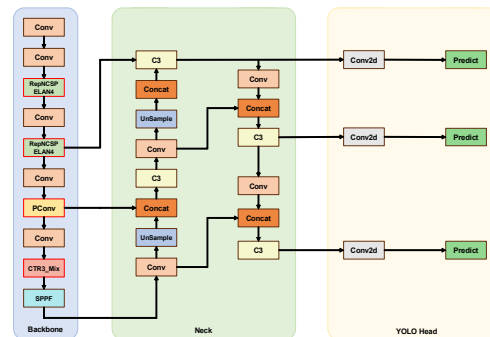 Conv
Conv
RepNCSP
ELAN4
Conv
RepNCSP
ELAN4
Conv
PConv
Conv
CTR3_Mix
SPPF
Backbone
C3
Concat
UnSample
Conv
C3
Concat
UnSample
Conv
Conv
Concat
C3
Conv
Concat
C3
Neck
Conv2d
Predict
Conv2d
Predict
Conv2d
Predict
YOLO Head